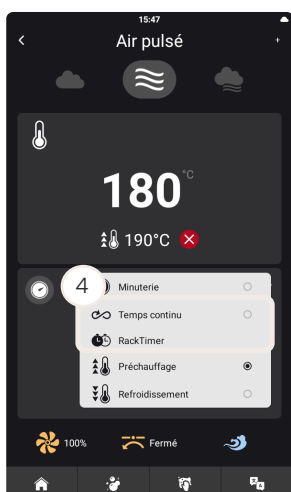 15:47
Air pulsé +
180 °C
190°C
4 Minuterie
Temps continu
RackTimer
Préchauffage
Refroidissement
100% Fermé